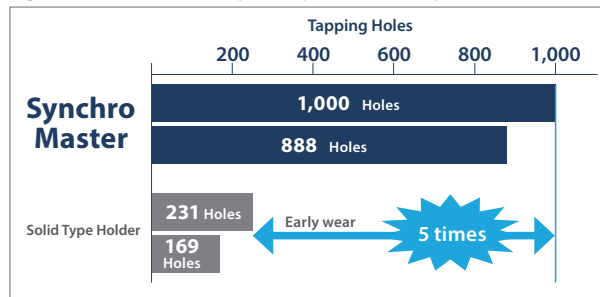 Tapping Holes
200 400 600 800 1,000
Synchro
Master
1,000 Holes
888 Holes
Solid Type Holder
231 Holes
169
Holes
Early wear
5 times